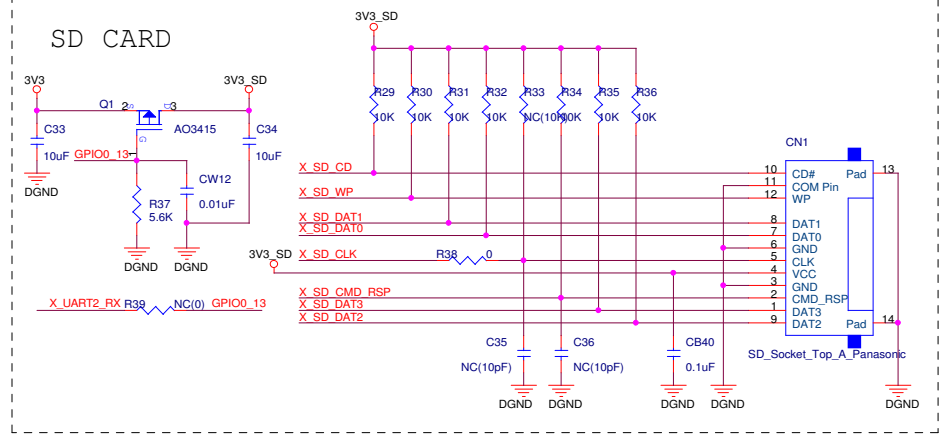 SD CARD
3V3_SD
3V3
3V3_SD
Q1 2 S D 3
AO3415
G
1
C33
10uF
C34
10uF
GPIO0_13
DGND
R37
5.6K
CW12
0.01uF
DGND
DGND
X_UART2_RX R39 NC(0) GPIO0_13
R29 R30 R31 R32 R33 R34 R35 R36
10K 10K 10K 10K NC(10K) 10K 10K 10K
CN1
X_SD_CD 10 CD# Pad 13
11 COM Pin
X_SD_WP 12 WP
X_SD_DAT1 8 DAT1
X_SD_DAT0 7 DAT0
6 GND
X_SD_CLK R38 0 5 CLK
3V3_SD 4 VCC
3 GND
X_SD_CMD_RSP 2 CMD_RSP
X_SD_DAT3 1 DAT3
X_SD_DAT2 9 DAT2 Pad 14
SD_Socket_Top_A_Panasonic
C35
NC(10pF)
C36
NC(10pF)
CB40
0.1uF
DGND DGND DGND DGND DGND